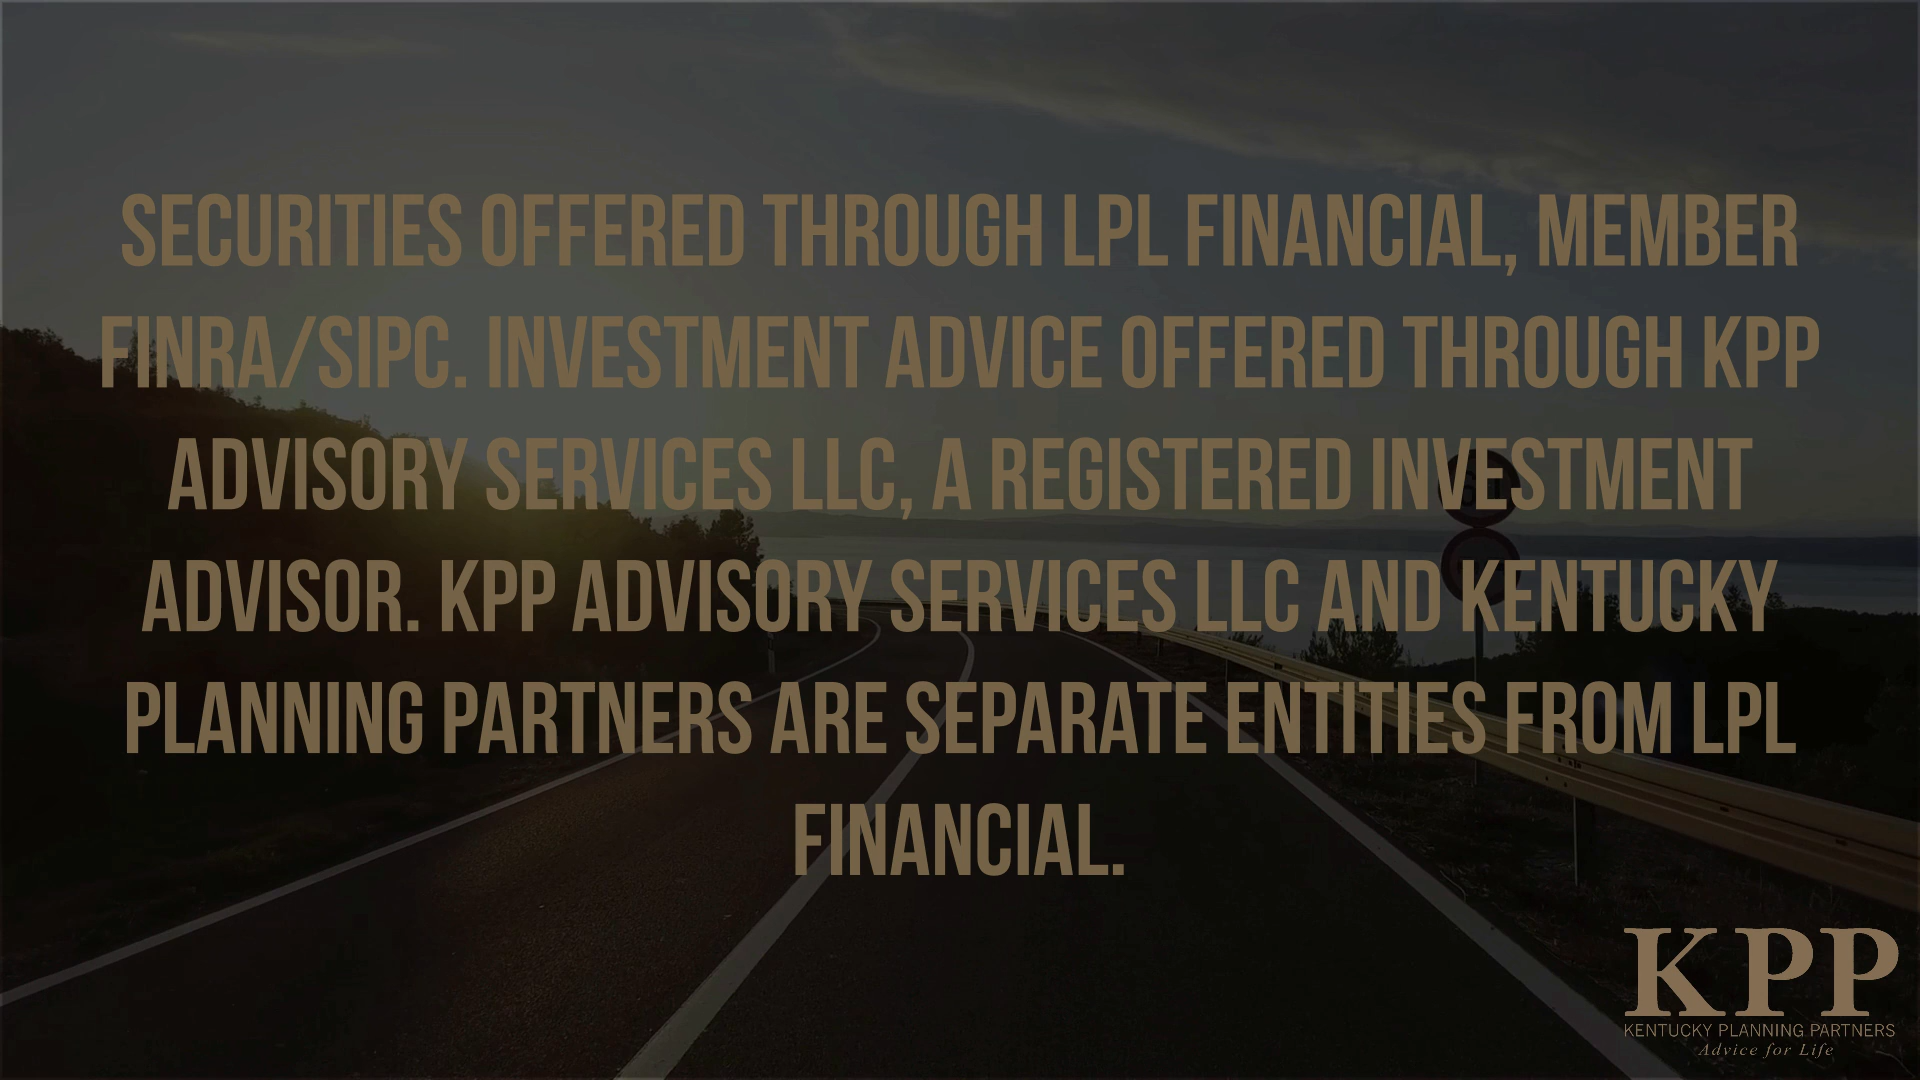 SECURITIES OFFERED THROUGH LPL FINANCIAL, MEMBER
FINRA/SIPC. INVESTMENT ADVICE OFFERED THROUGH KPP
ADVISORY SERVICES LLC, A REGISTERED INVESTMENT
ADVISOR. KPP ADVISORY SERVICES LLC AND KENTUCKY
PLANNING PARTNERS ARE SEPARATE ENTITIES FROM LPL
FINANCIAL.
KPP
KENTUCKY PLANNING PARTNERS
Advice for Life